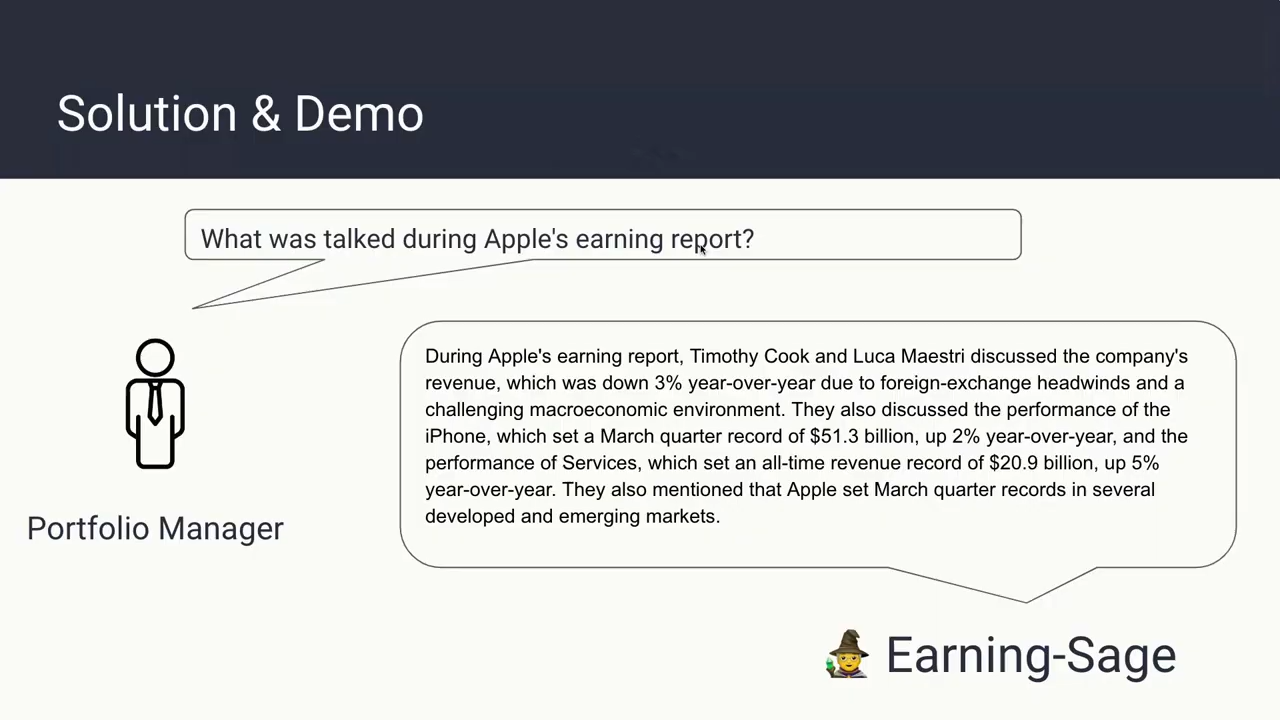 Solution & Demo
What was talked during Apple's earning report?
During Apple's earning report, Timothy Cook and Luca Maestri discussed the company's
revenue, which was down 3% year-over-year due to foreign-exchange headwinds and a
challenging macroeconomic environment. They also discussed the performance of the
iPhone, which set a March quarter record of $51.3 billion, up 2% year-over-year, and the
performance of Services, which set an all-time revenue record of $20.9 billion, up 5%
year-over-year. They also mentioned that Apple set March quarter records in several
developed and emerging markets.
Portfolio Manager
Earning-Sage